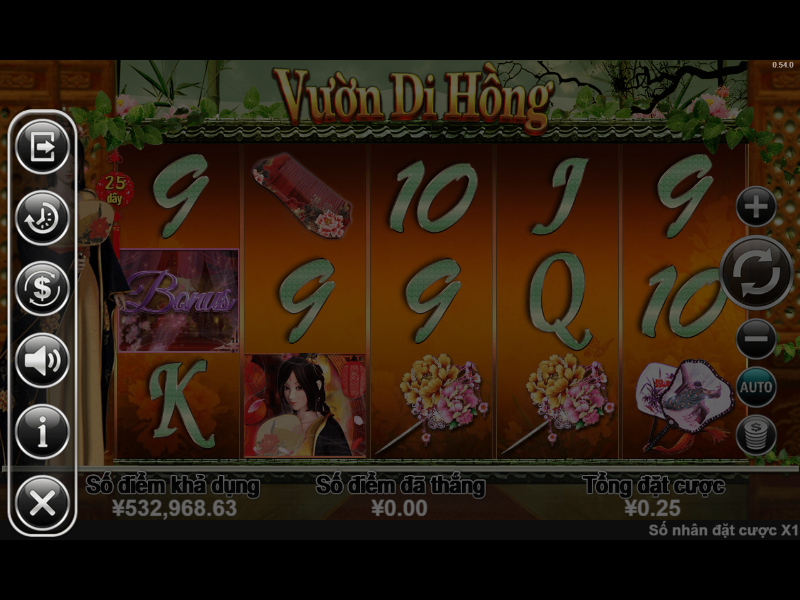 0.54.0
Vườn Di Hồng
25
dây
9
10
J
9
Bonus
9
9
Q
10
K
AUTO
Số điểm khả dụng
Số điểm đã thắng
Tổng đặt cược
¥532,968.63
¥0.00
¥0.25
Số nhân đặt cược X1